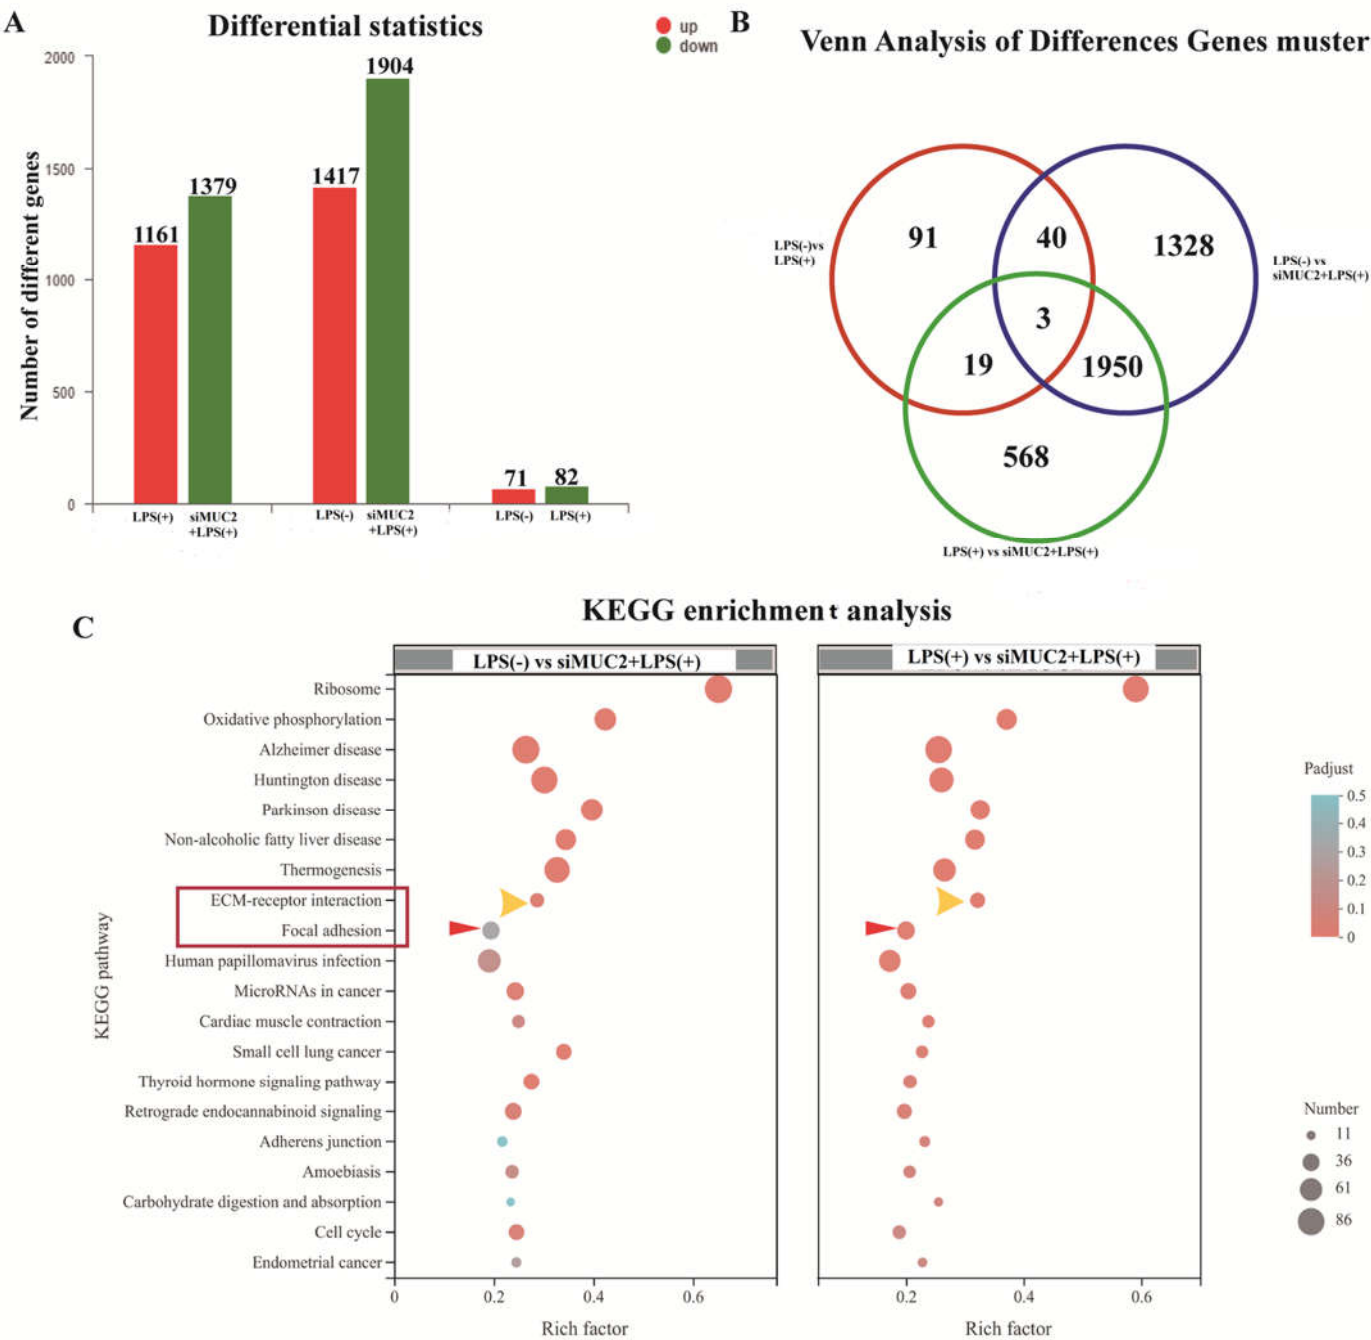 A
Differential statistics
up
down
Number of different genes
2000
1500
1000
500
0
1161
1379
1417
1904
71
82
LPS(+)
siMUC2
+LPS(+)
LPS(-)
siMUC2
+LPS(+)
LPS(-)
LPS(+)
B
Venn Analysis of Differences Genes muster
LPS(-)vs
LPS(+)
91
40
1328
LPS(-) vs
siMUC2+LPS(+)
3
19
1950
568
LPS(+) vs siMUC2+LPS(+)
C
KEGG enrichment analysis
LPS(-) vs siMUC2+LPS(+)
LPS(+) vs siMUC2+LPS(+)
KEGG pathway
Ribosome
Oxidative phosphorylation
Alzheimer disease
Huntington disease
Parkinson disease
Non-alcoholic fatty liver disease
Thermogenesis
ECM-receptor interaction
Focal adhesion
Human papillomavirus infection
MicroRNAs in cancer
Cardiac muscle contraction
Small cell lung cancer
Thyroid hormone signaling pathway
Retrograde endocannabinoid signaling
Adherens junction
Amoebiasis
Carbohydrate digestion and absorption
Cell cycle
Endometrial cancer
0
0.2
0.4
0.6
Rich factor
0.2
0.4
0.6
Rich factor
Padjust
0.5
0.4
0.3
0.2
0.1
0
Number
11
36
61
86